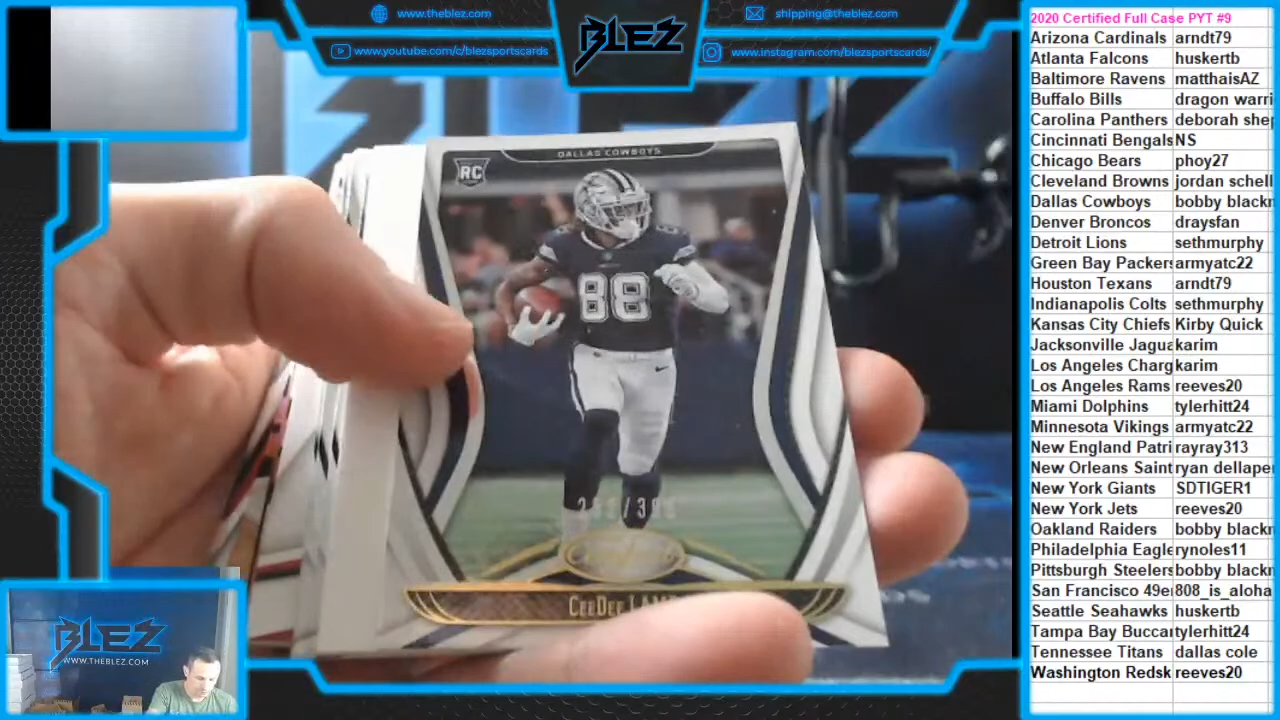 www.theblez.com
shipping@theblez.com
www.youtube.com/c/blezsportscards
www.instagram.com/blezsportscards/
BLEZ
DALLAS COWBOYS
RC
88
CEEDEE LAM
BLEZ
WWW.THEBLEZ.COM
2020 Certified Full Case PYT #9
Arizona Cardinals arndt79
Atlanta Falcons huskertb
Baltimore Ravens matthaisAZ
Buffalo Bills dragon warri
Carolina Panthers deborah shep
Cincinnati Bengals NS
Chicago Bears phoy27
Cleveland Browns jordan schell
Dallas Cowboys bobby blackn
Denver Broncos draysfan
Detroit Lions sethmurphy
Green Bay Packers armyatc22
Houston Texans arndt79
Indianapolis Colts sethmurphy
Kansas City Chiefs Kirby Quick
Jacksonville Jagua karim
Los Angeles Charg karim
Los Angeles Rams reeves20
Miami Dolphins tylerhitt24
Minnesota Vikings armyatc22
New England Patri rayray313
New Orleans Saint ryan dellape
New York Giants SDTIGER1
New York Jets reeves20
Oakland Raiders bobby blackn
Philadelphia Eagle rynoles11
Pittsburgh Steelers bobby blackn
San Francisco 49e 808_is_aloha
Seattle Seahawks huskertb
Tampa Bay Bucca tylerhitt24
Tennessee Titans dallas cole
Washington Redsk reeves20